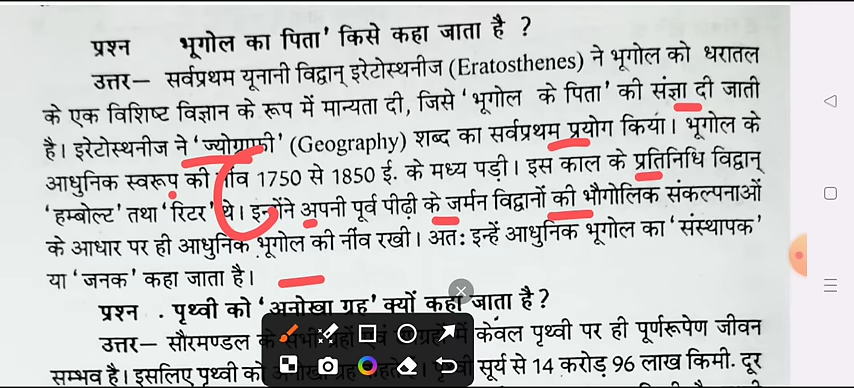 प्रश्न भूगोल का पिता' किसे कहा जाता है ?
उत्तर— सर्वप्रथम यूनानी विद्वान् इरेटोस्थनीज (Eratosthenes) ने भूगोल को धरातल
के एक विशिष्ट विज्ञान के रूप में मान्यता दी, जिसे 'भूगोल के पिता' की संज्ञा दी जाती
है। इरेटोस्थनीज ने 'ज्योग्राफी' (Geography) शब्द का सर्वप्रथम प्रयोग किया। भूगोल के
आधुनिक स्वरूप की नींव 1750 से 1850 ई. के मध्य पड़ी। इस काल के प्रतिनिधि विद्वान्
'हम्बोल्ट' तथा 'रिटर' थे। इन्होंने अपनी पूर्व पीढ़ी के जर्मन विद्वानों की भौगोलिक संकल्पनाओं
के आधार पर ही आधुनिक भूगोल की नींव रखी। अतः इन्हें आधुनिक भूगोल का 'संस्थापक'
या 'जनक' कहा जाता है।
प्रश्न . पृथ्वी को 'अनोखा ग्रह' क्यों कहा जाता है ?
उत्तर— सौरमण्डल के केवल पृथ्वी पर ही पूर्णरूपेण जीवन
सम्भव है। इसलिए पृथ्वी को सूर्य से 14 करोड़ 96 लाख किमी. दूर